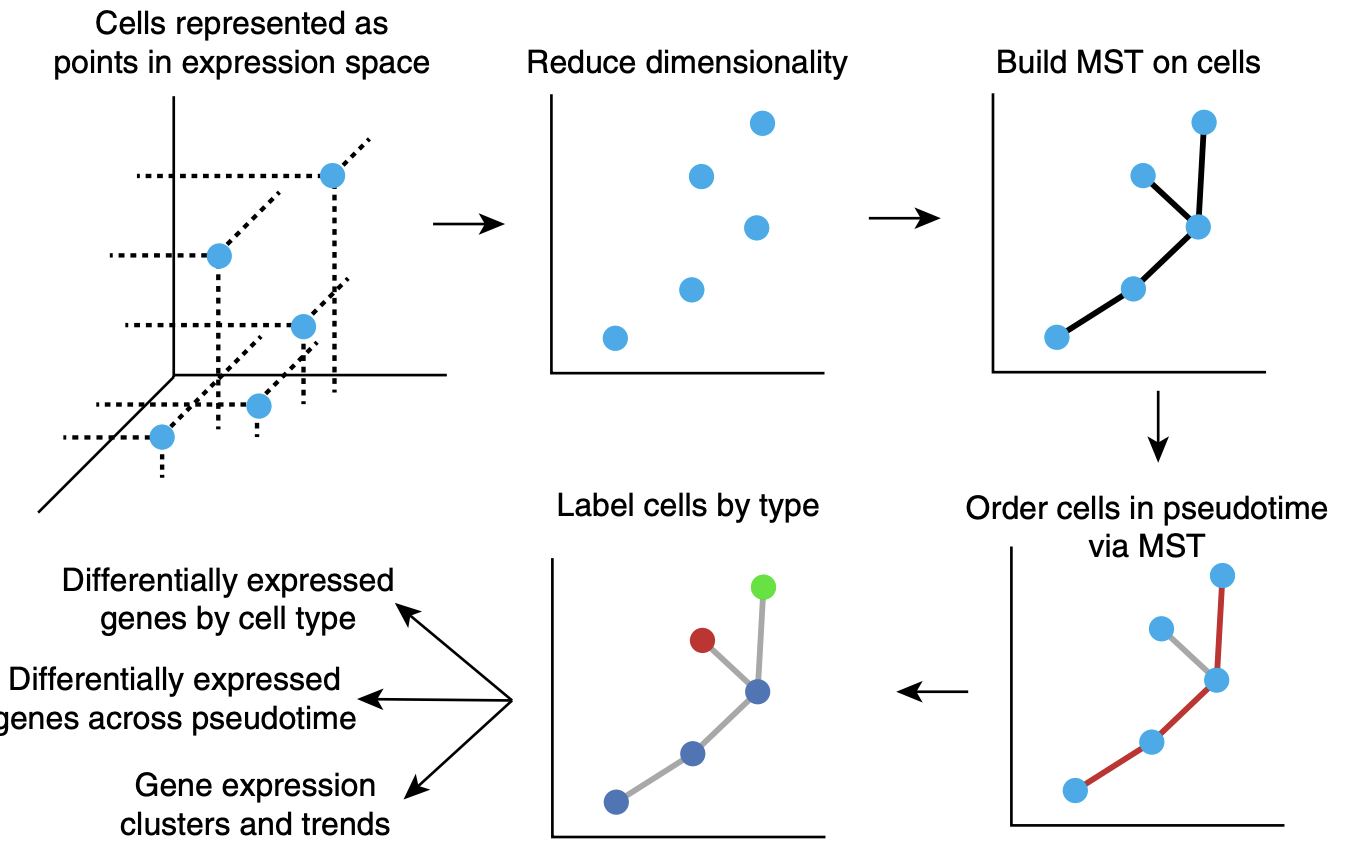 Cells represented as
points in expression space
Reduce dimensionality
Build MST on cells
Order cells in pseudotime
via MST
Label cells by type
Differentially expressed
genes by cell type
Differentially expressed
genes across pseudotime
Gene expression
clusters and trends